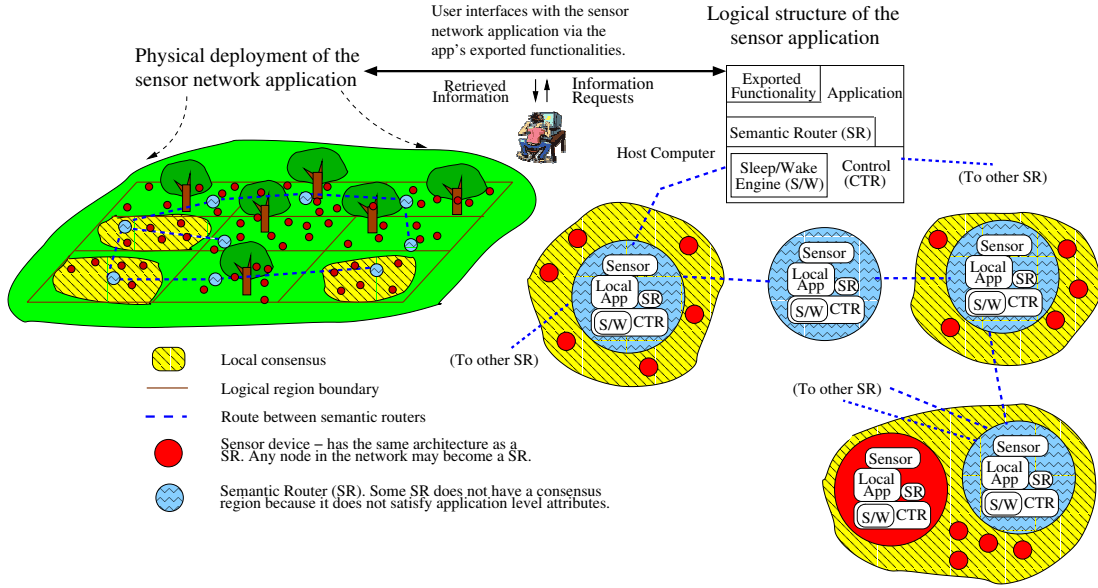 User interfaces with the sensor
network application via the
app's exported functionalities.
Logical structure of the
sensor application
Physical deployment of the
sensor network application
Retrieved
Information
Information
Requests
Exported
Functionality
Application
Semantic Router (SR)
Host Computer
Sleep/Wake
Engine (S/W)
Control
(CTR)
(To other SR)
Sensor
Local
App
SR
S/W
CTR
Sensor
Local
App
SR
S/W
CTR
Sensor
Local
App
SR
S/W
CTR
(To other SR)
Local consensus
Logical region boundary
Route between semantic routers
Sensor device – has the same architecture as a
SR. Any node in the network may become a SR.
Semantic Router (SR). Some SR does not have a consensus
region because it does not satisfy application level attributes.
(To other SR)
Sensor
Local
App
SR
S/W
CTR
Sensor
Local
App
SR
S/W
CTR